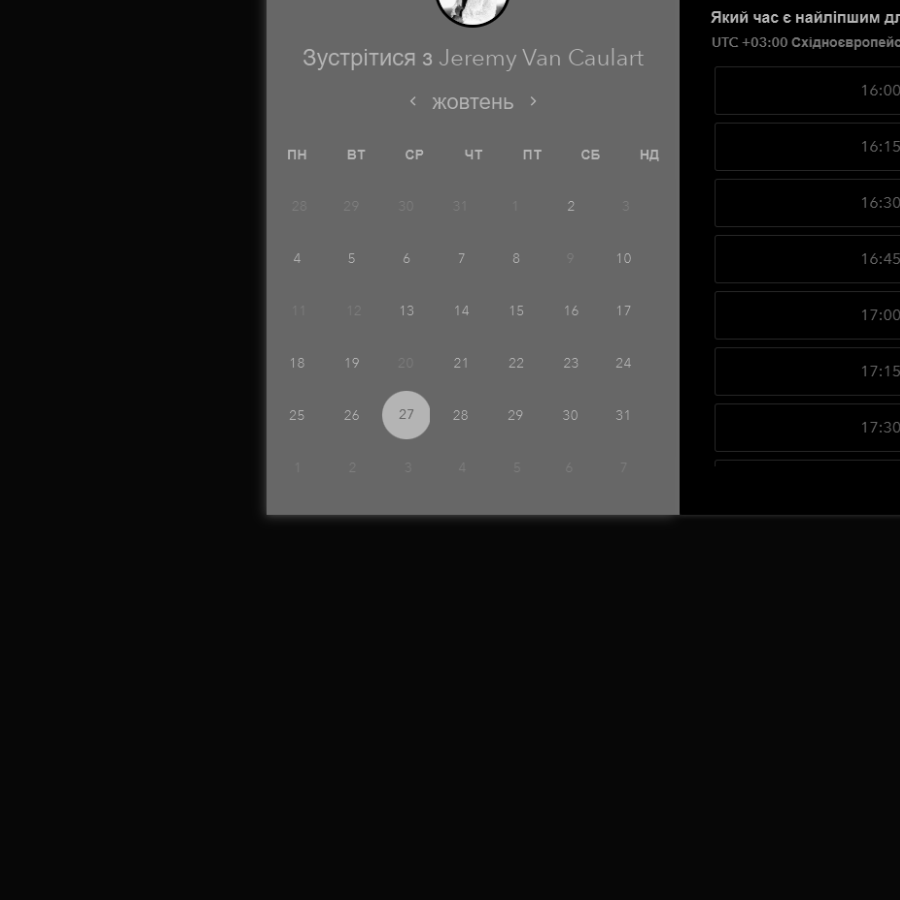 Зустрітися з Jeremy Van Caulart
‹ жовтень ›
ПН ВТ СР ЧТ ПТ СБ НД
28 29 30 31 1 2 3
4 5 6 7 8 9 10
11 12 13 14 15 16 17
18 19 20 21 22 23 24
25 26 27 28 29 30 31
1 2 3 4 5 6 7
Який час є найліпшим
UTC +03:00
16:00
16:15
16:30
16:45
17:00
17:15
17:30